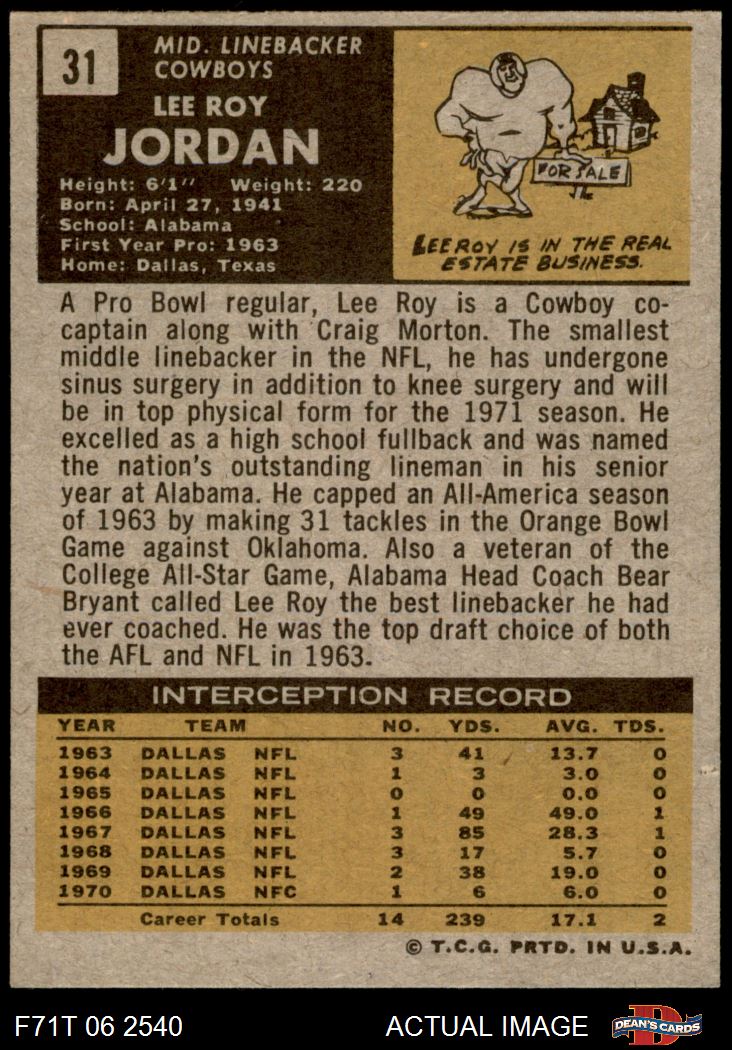 31
MID. LINEBACKER
COWBOYS
LEE ROY
JORDAN
Height: 6'1" Weight: 220
Born: April 27, 1941
School: Alabama
First Year Pro: 1963
Home: Dallas, Texas
FOR SALE
LEEROY IS IN THE REAL
ESTATE BUSINESS.
A Pro Bowl regular, Lee Roy is a Cowboy co-
captain along with Craig Morton. The smallest
middle linebacker in the NFL, he has undergone
sinus surgery in addition to knee surgery and will
be in top physical form for the 1971 season. He
excelled as a high school fullback and was named
the nation's outstanding lineman in his senior
year at Alabama. He capped an All-America season
of 1963 by making 31 tackles in the Orange Bowl
Game against Oklahoma. Also a veteran of the
College All-Star Game, Alabama Head Coach Bear
Bryant called Lee Roy the best linebacker he had
ever coached. He was the top draft choice of both
the AFL and NFL in 1963.
INTERCEPTION RECORD
YEAR TEAM NO. YDS. AVG. TDS.
1963 DALLAS NFL 3 41 13.7 0
1964 DALLAS NFL 1 3 3.0 0
1965 DALLAS NFL 0 0 0.0 0
1966 DALLAS NFL 1 49 49.0 1
1967 DALLAS NFL 3 85 28.3 1
1968 DALLAS NFL 3 17 5.7 0
1969 DALLAS NFL 2 38 19.0 0
1970 DALLAS NFC 1 6 6.0 0
Career Totals 14 239 17.1 2
© T.C.G. PRTD. IN U.S.A.
F71T 06 2540 ACTUAL IMAGE
D
DEAN'S CARDS